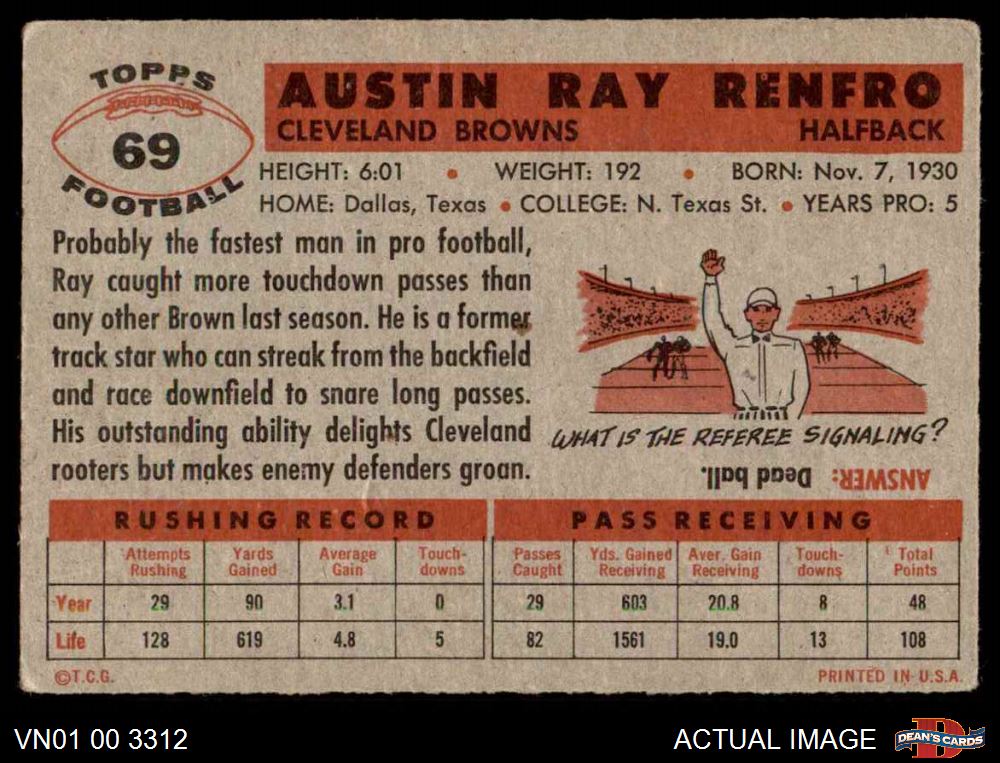 TOPPS
69
FOOTBALL
AUSTIN RAY RENFRO
CLEVELAND BROWNS HALFBACK
HEIGHT: 6:01 • WEIGHT: 192 • BORN: Nov. 7, 1930
HOME: Dallas, Texas • COLLEGE: N. Texas St. • YEARS PRO: 5
Probably the fastest man in pro football,
Ray caught more touchdown passes than
any other Brown last season. He is a former
track star who can streak from the backfield
and race downfield to snare long passes.
His outstanding ability delights Cleveland
rooters but makes enemy defenders groan.
WHAT IS THE REFEREE SIGNALING?
ANSWER: Dead ball.
RUSHING RECORD PASS RECEIVING
Attempts Yards Average Touch- Passes Yds. Gained Aver. Gain Touch- Total
Rushing Gained Gain downs Caught Receiving Receiving downs Points
Year 29 90 3.1 0 29 603 20.8 8 48
Life 128 619 4.8 5 82 1561 19.0 13 108
©T.C.G. PRINTED IN U.S.A.
VN01 00 3312 ACTUAL IMAGE DEAN'S CARDS